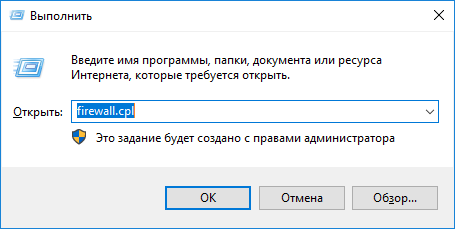 Выполнить
Введите имя программы, папки, документа или ресурса
Интернета, которые требуется открыть.
Открыть: firewall.cpl
Это задание будет создано с правами администратора
ОК Отмена Обзор...